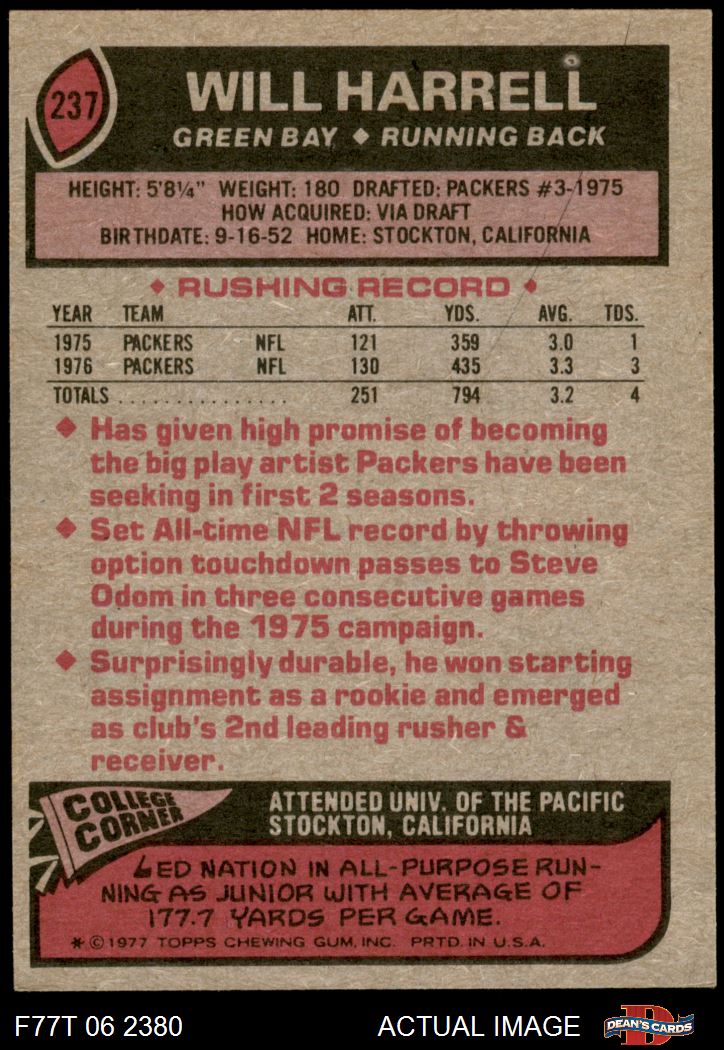 237
WILL HARRELL
GREEN BAY ♦ RUNNING BACK
HEIGHT: 5'8¼" WEIGHT: 180 DRAFTED: PACKERS #3-1975
HOW ACQUIRED: VIA DRAFT
BIRTHDATE: 9-16-52 HOME: STOCKTON, CALIFORNIA
♦ RUSHING RECORD ♦
YEAR TEAM ATT. YDS. AVG. TDS.
1975 PACKERS NFL 121 359 3.0 1
1976 PACKERS NFL 130 435 3.3 3
TOTALS ................ 251 794 3.2 4
♦ Has given high promise of becoming
the big play artist Packers have been
seeking in first 2 seasons.
♦ Set All-time NFL record by throwing
option touchdown passes to Steve
Odom in three consecutive games
during the 1975 campaign.
♦ Surprisingly durable, he won starting
assignment as a rookie and emerged
as club's 2nd leading rusher &
receiver.
COLLEGE
CORNER
ATTENDED UNIV. OF THE PACIFIC
STOCKTON, CALIFORNIA
LED NATION IN ALL-PURPOSE RUN-
NING AS JUNIOR WITH AVERAGE OF
177.7 YARDS PER GAME.
* © 1977 TOPPS CHEWING GUM, INC. PRTD. IN U.S.A.
F77T 06 2380 ACTUAL IMAGE
D
DEAN'S CARDS